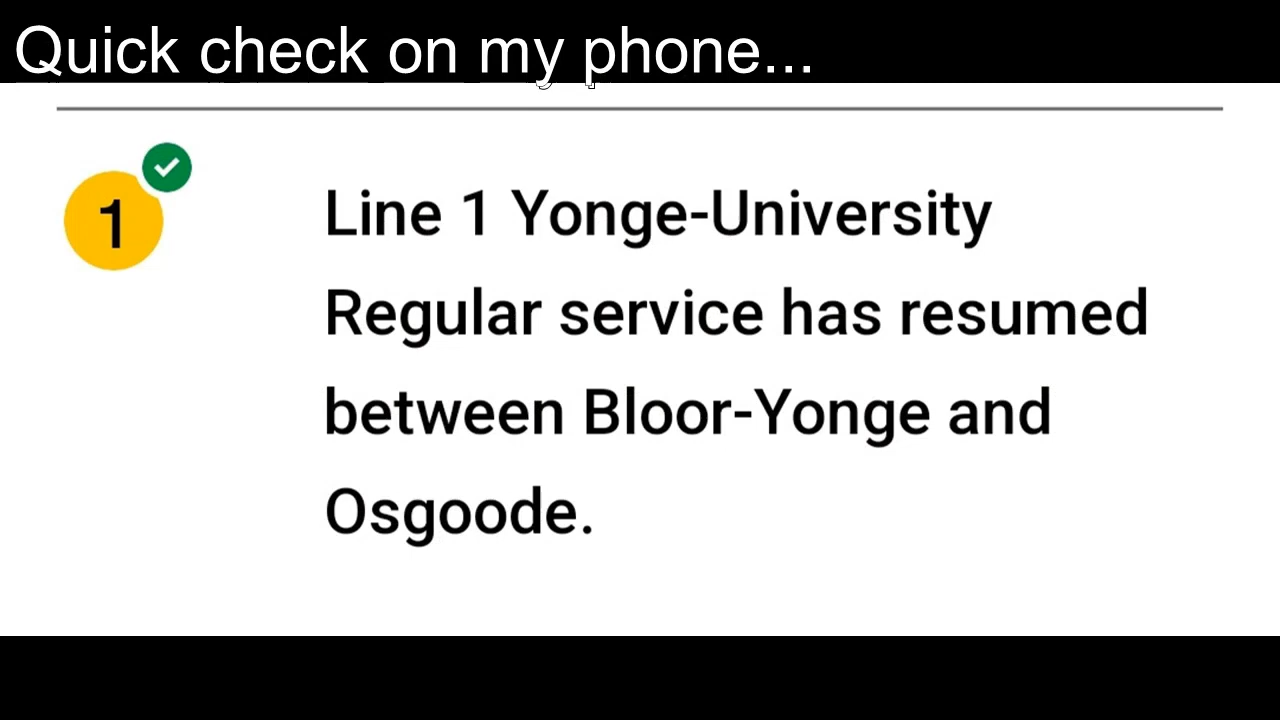 Quick check on my phone...
1
Line 1 Yonge-University
Regular service has resumed
between Bloor-Yonge and
Osgoode.